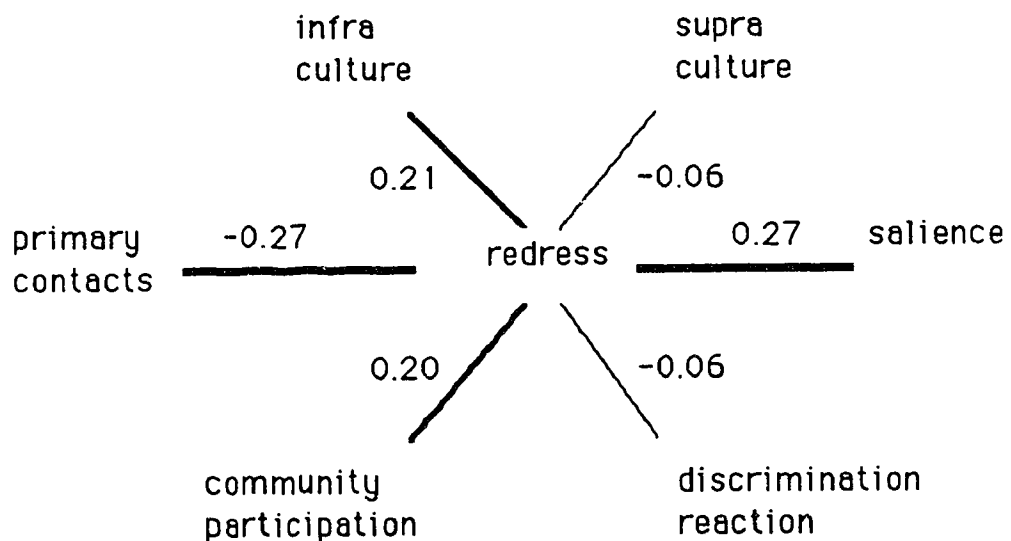 infra
culture
supra
culture
0.21
-0.06
primary
contacts
-0.27
redress
0.27
salience
0.20
-0.06
community
participation
discrimination
reaction